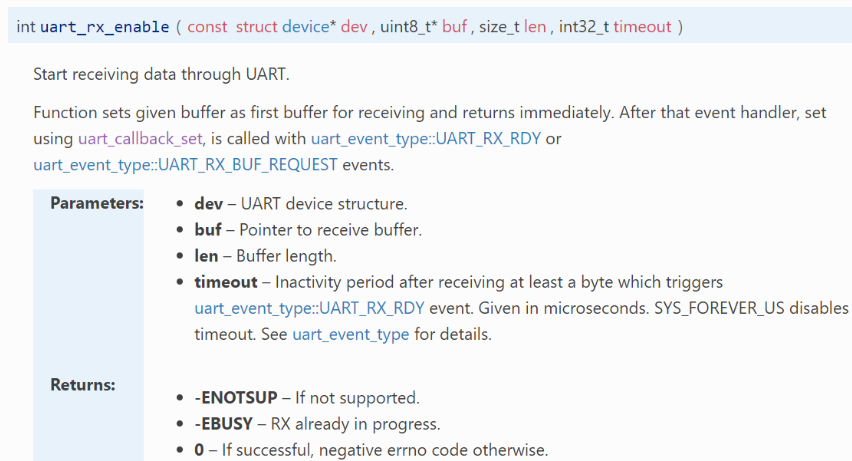 int uart_rx_enable ( const struct device* dev , uint8_t* buf , size_t len , int32_t timeout )
Start receiving data through UART.
Function sets given buffer as first buffer for receiving and returns immediately. After that event handler, set
using uart_callback_set, is called with uart_event_type::UART_RX_RDY or
uart_event_type::UART_RX_BUF_REQUEST events.
Parameters:
• dev – UART device structure.
• buf – Pointer to receive buffer.
• len – Buffer length.
• timeout – Inactivity period after receiving at least a byte which triggers
uart_event_type::UART_RX_RDY event. Given in microseconds. SYS_FOREVER_US disables
timeout. See uart_event_type for details.
Returns:
• -ENOTSUP – If not supported.
• -EBUSY – RX already in progress.
• 0 – If successful, negative errno code otherwise.